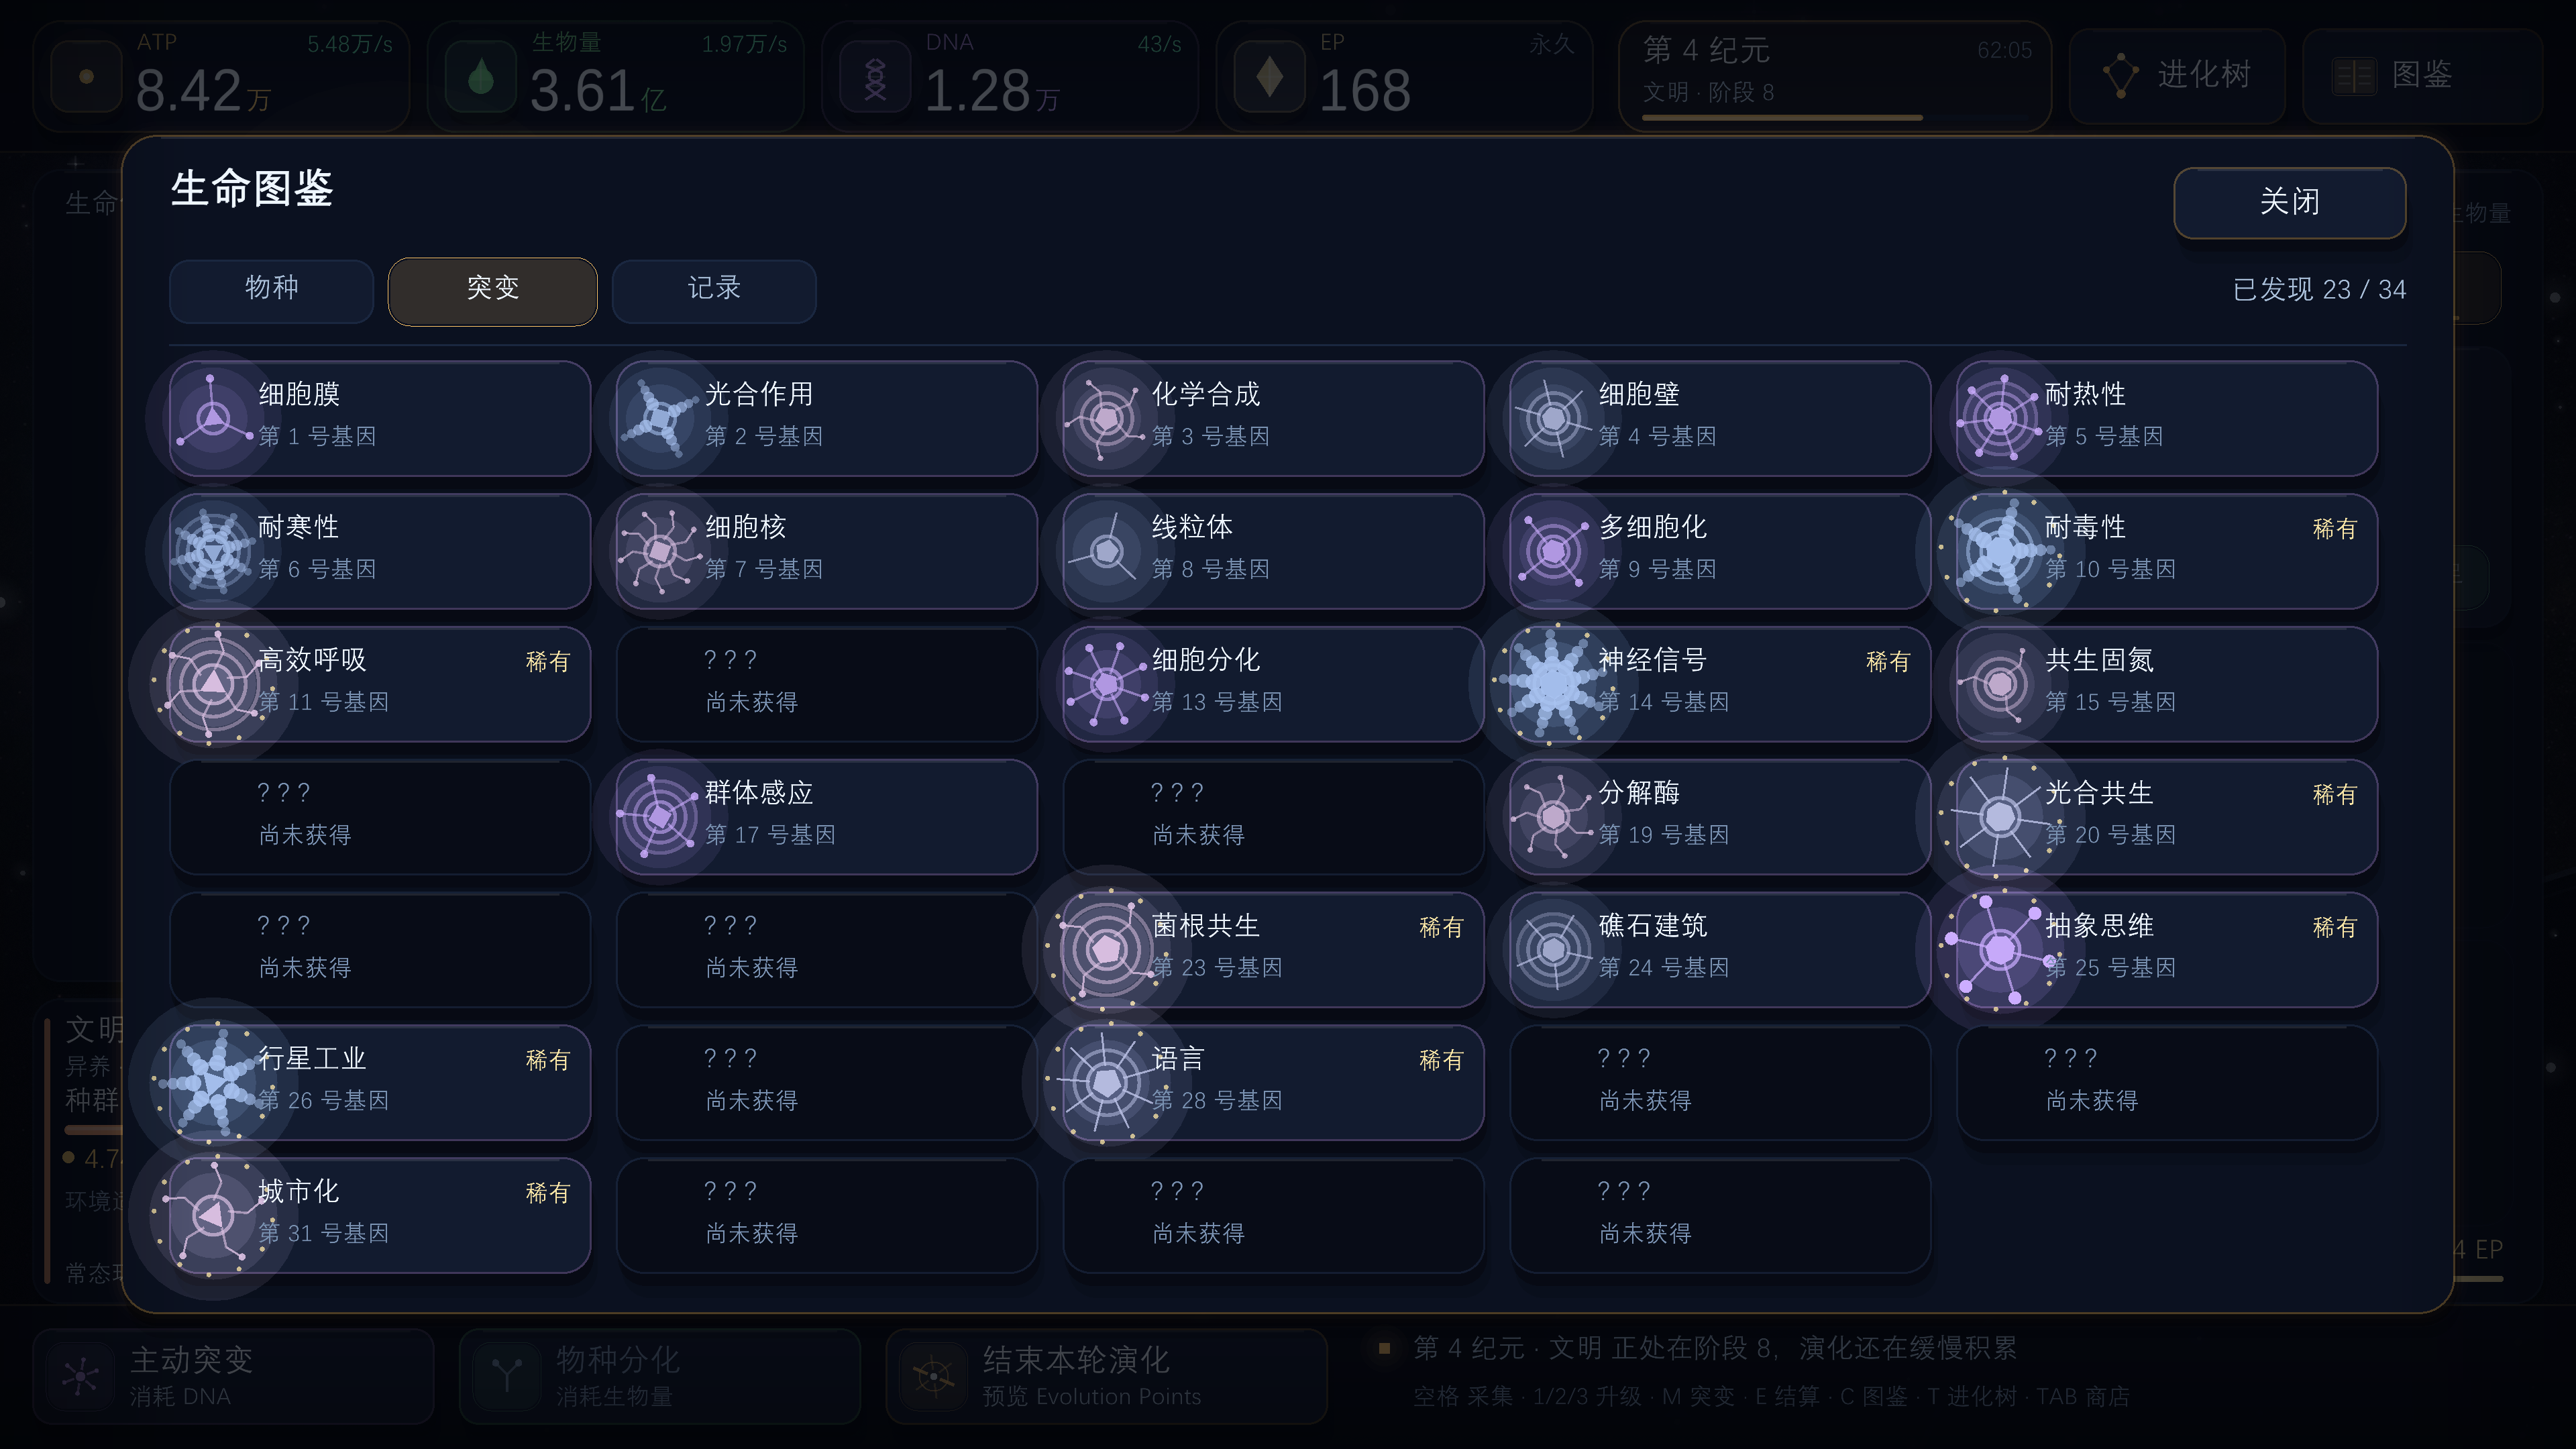 ATP 5.48万/s
8.42万
生物量 1.97万/s
3.61亿
DNA 43/s
1.28万
EP 永久
168
第 4 纪元 62:05
文明 · 阶段 8
进化树
图鉴
生命图鉴
关闭
物种 突变 记录
已发现 23 / 34
细胞膜
第 1 号基因
光合作用
第 2 号基因
化学合成
第 3 号基因
细胞壁
第 4 号基因
耐热性
第 5 号基因
耐寒性
第 6 号基因
细胞核
第 7 号基因
线粒体
第 8 号基因
多细胞化
第 9 号基因
耐毒性 稀有
第 10 号基因
高效呼吸 稀有
第 11 号基因
???
尚未获得
细胞分化
第 13 号基因
神经信号 稀有
第 14 号基因
共生固氮
第 15 号基因
???
尚未获得
群体感应
第 17 号基因
???
尚未获得
分解酶
第 19 号基因
光合共生 稀有
第 20 号基因
???
尚未获得
???
尚未获得
菌根共生 稀有
第 23 号基因
礁石建筑
第 24 号基因
抽象思维 稀有
第 25 号基因
行星工业 稀有
第 26 号基因
???
尚未获得
语言 稀有
第 28 号基因
???
尚未获得
???
尚未获得
城市化 稀有
第 31 号基因
???
尚未获得
???
尚未获得
???
尚未获得
生命
物量
文明
异养
种群
4.7
环境
常态
4 EP
主动突变
消耗 DNA
物种分化
消耗生物量
结束本轮演化
预览 Evolution Points
第 4 纪元 · 文明 正处在阶段 8，演化还在缓慢积累
空格 采集 · 1/2/3 升级 · M 突变 · E 结算 · C 图鉴 · T 进化树 · TAB 商店